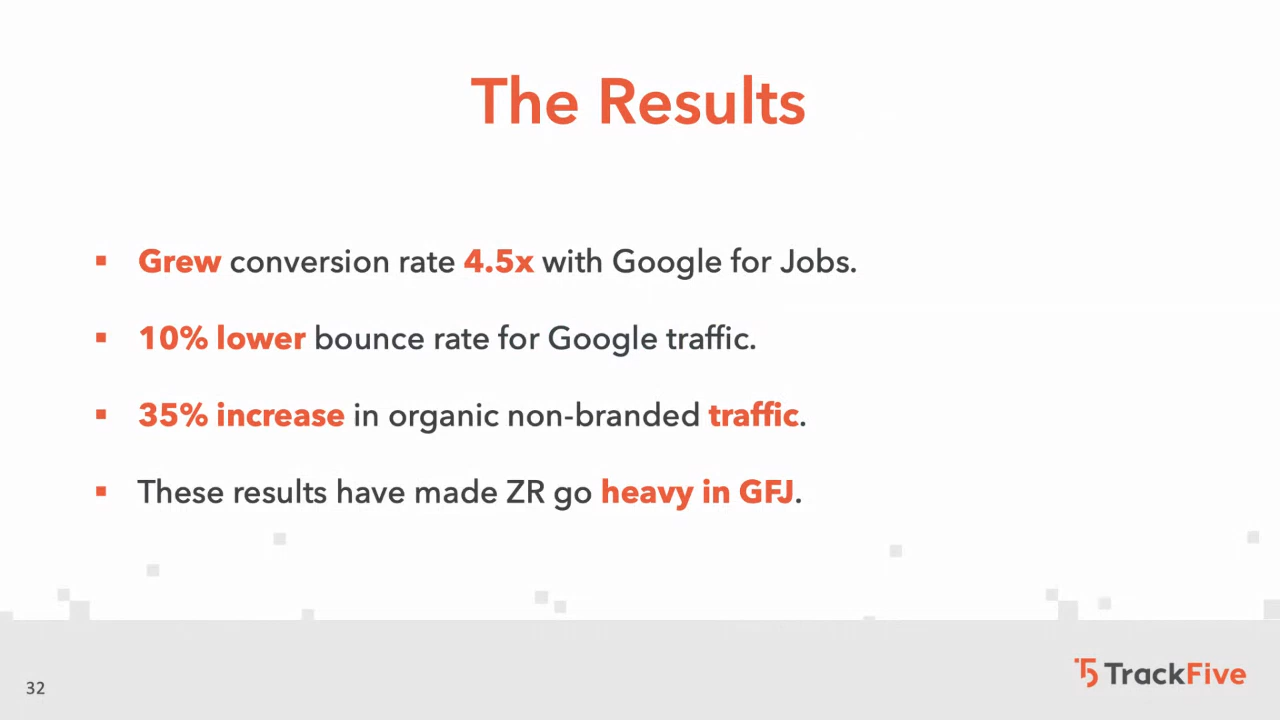 The Results
▪ Grew conversion rate 4.5x with Google for Jobs.
▪ 10% lower bounce rate for Google traffic.
▪ 35% increase in organic non-branded traffic.
▪ These results have made ZR go heavy in GFJ.
32
TrackFive